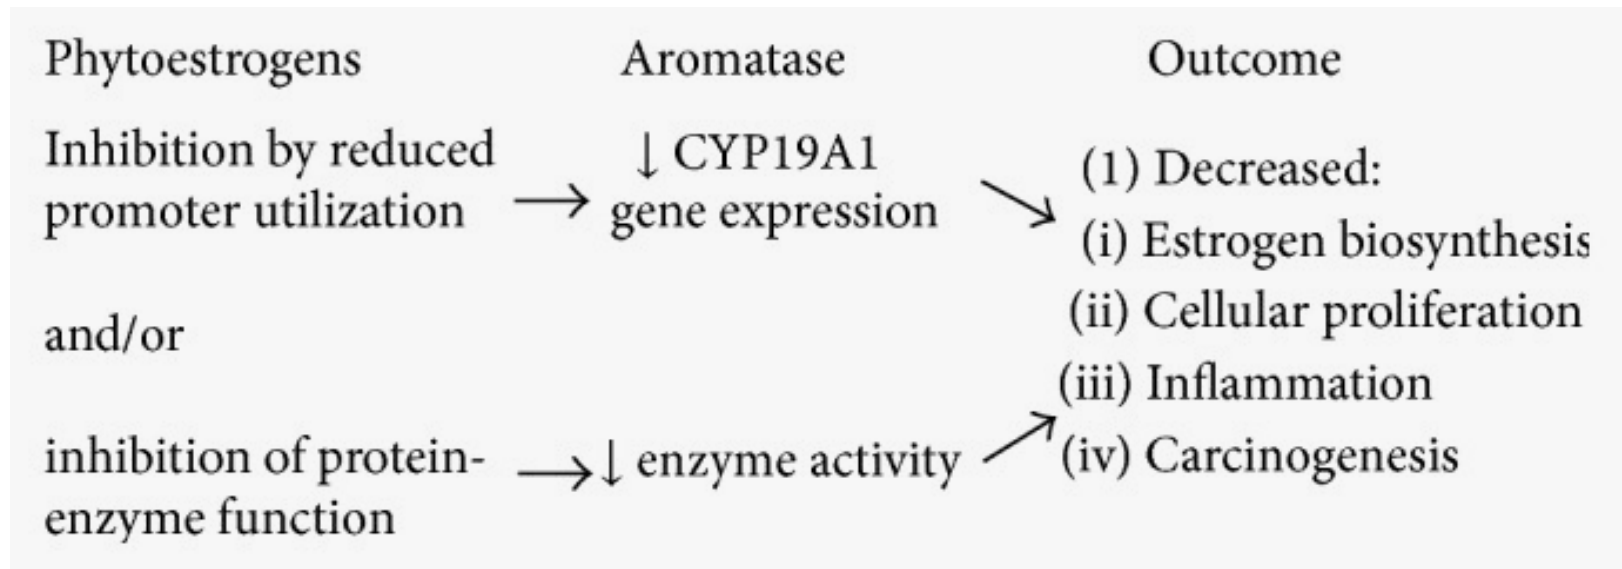 Phytoestrogens
Aromatase
Outcome
Inhibition by reduced
promoter utilization
→
↓ CYP19A1
gene expression
and/or
inhibition of protein-
enzyme function
→
↓ enzyme activity
(1) Decreased:
(i) Estrogen biosynthesis
(ii) Cellular proliferation
(iii) Inflammation
(iv) Carcinogenesis